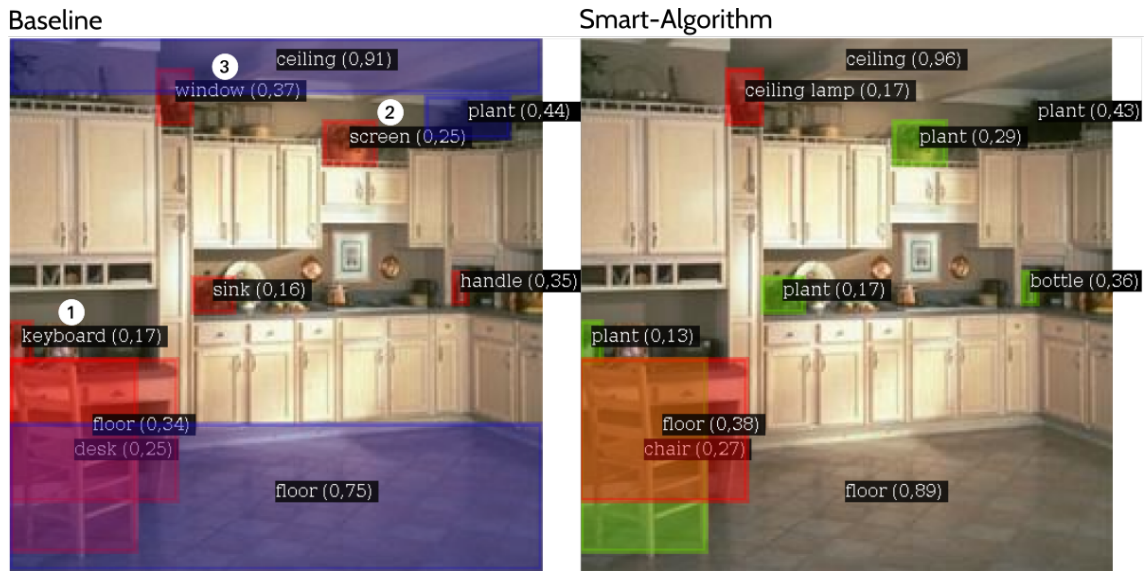 Baseline
ceiling (0,91)
3
window (0,37)
2
plant (0,44)
screen (0,25)
sink (0,16)
handle (0,35)
1
keyboard (0,17)
floor (0,34)
desk (0,25)
floor (0,75)
Smart-Algorithm
ceiling (0,96)
ceiling lamp (0,17)
plant (0,43)
plant (0,29)
plant (0,17)
bottle (0,36)
plant (0,13)
floor (0,38)
chair (0,27)
floor (0,89)